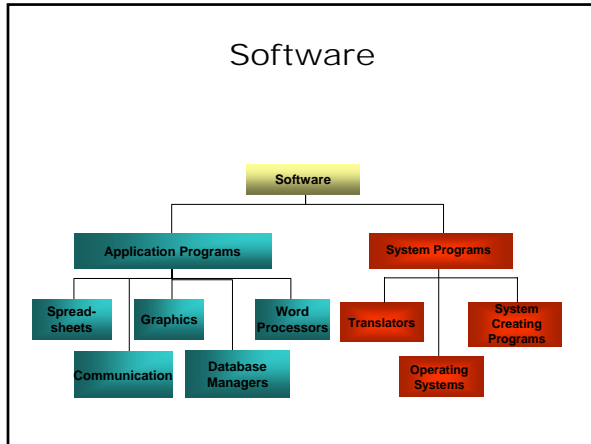 Software
Software
Application Programs
System Programs
Spread-
sheets
Graphics
Word
Processors
Translators
System
Creating
Programs
Communication
Database
Managers
Operating
Systems